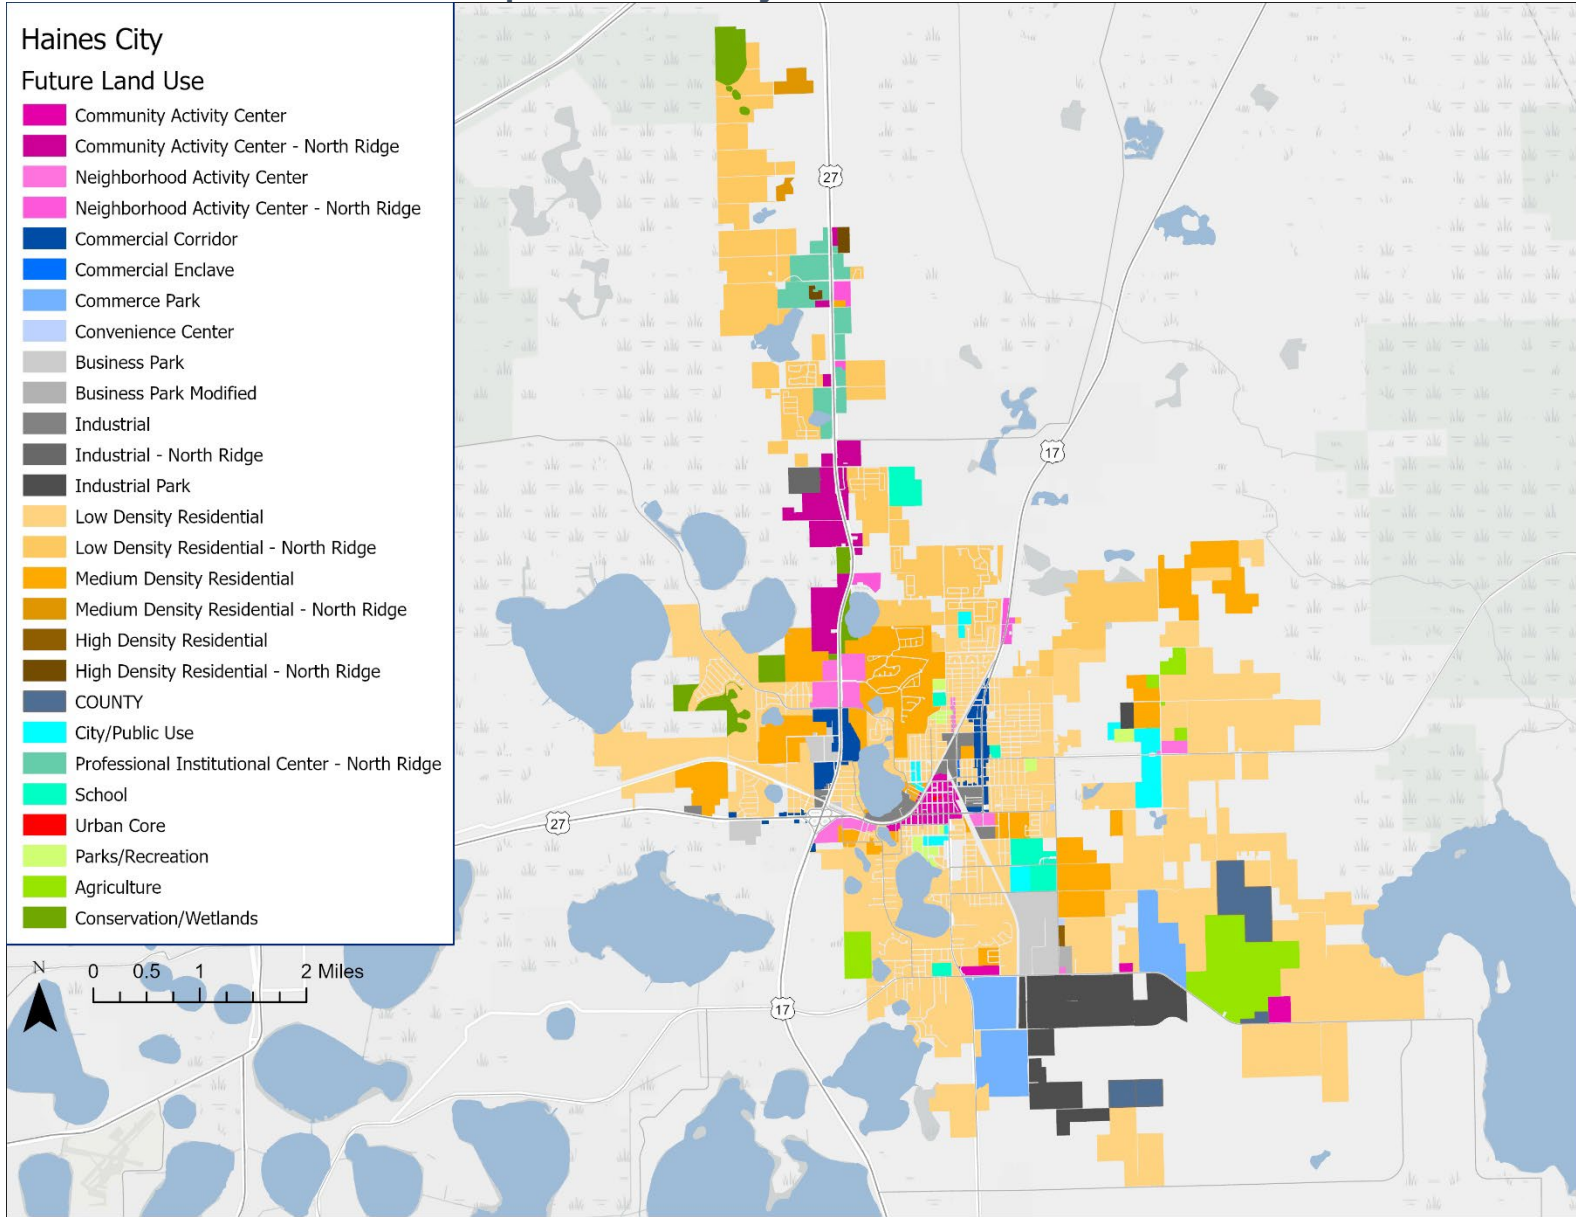 Haines City
Future Land Use
Community Activity Center
Community Activity Center - North Ridge
Neighborhood Activity Center
Neighborhood Activity Center - North Ridge
Commercial Corridor
Commercial Enclave
Commerce Park
Convenience Center
Business Park
Business Park Modified
Industrial
Industrial - North Ridge
Industrial Park
Low Density Residential
Low Density Residential - North Ridge
Medium Density Residential
Medium Density Residential - North Ridge
High Density Residential
High Density Residential - North Ridge
COUNTY
City/Public Use
Professional Institutional Center - North Ridge
School
Urban Core
Parks/Recreation
Agriculture
Conservation/Wetlands
N
0 0.5 1 2 Miles
27
17
27
17